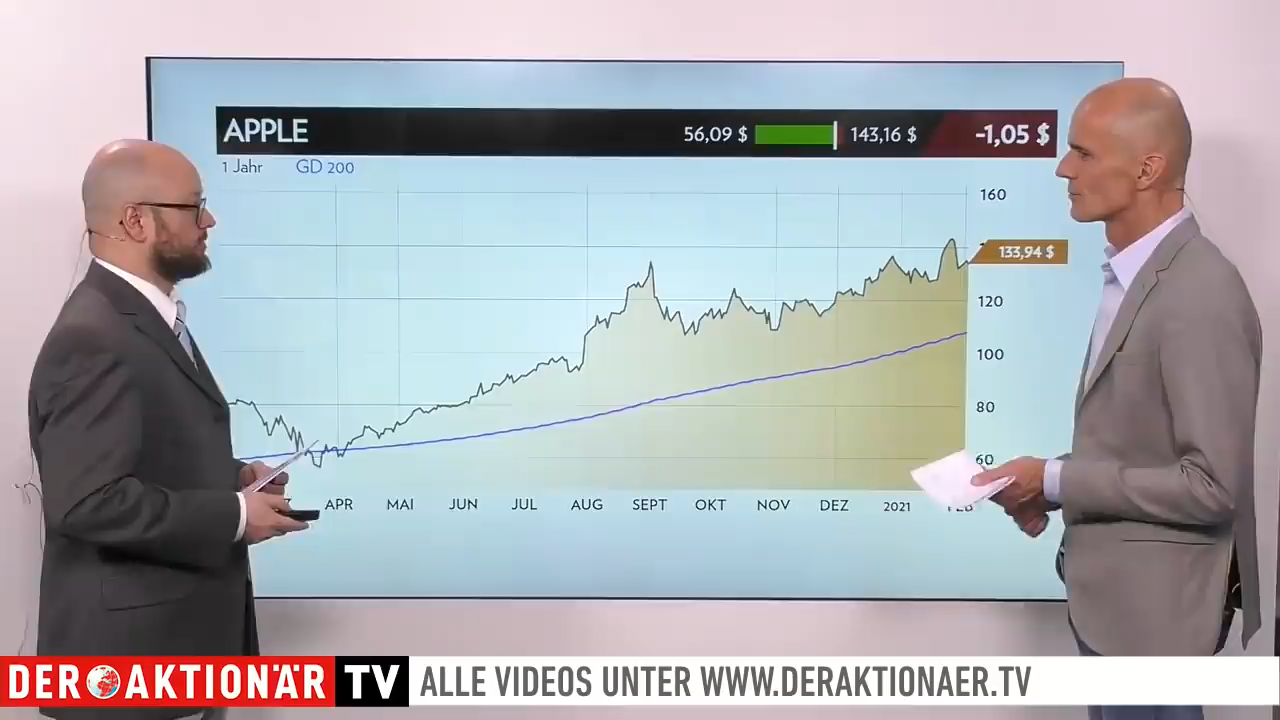 APPLE 56,09 $ 143,16 $ -1,05 $
1 Jahr GD 200
160
133,94 $
120
100
80
60
APR MAI JUN JUL AUG SEPT OKT NOV DEZ 2021
DER AKTIONÄR TV ALLE VIDEOS UNTER WWW.DERAKTIONAER.TV